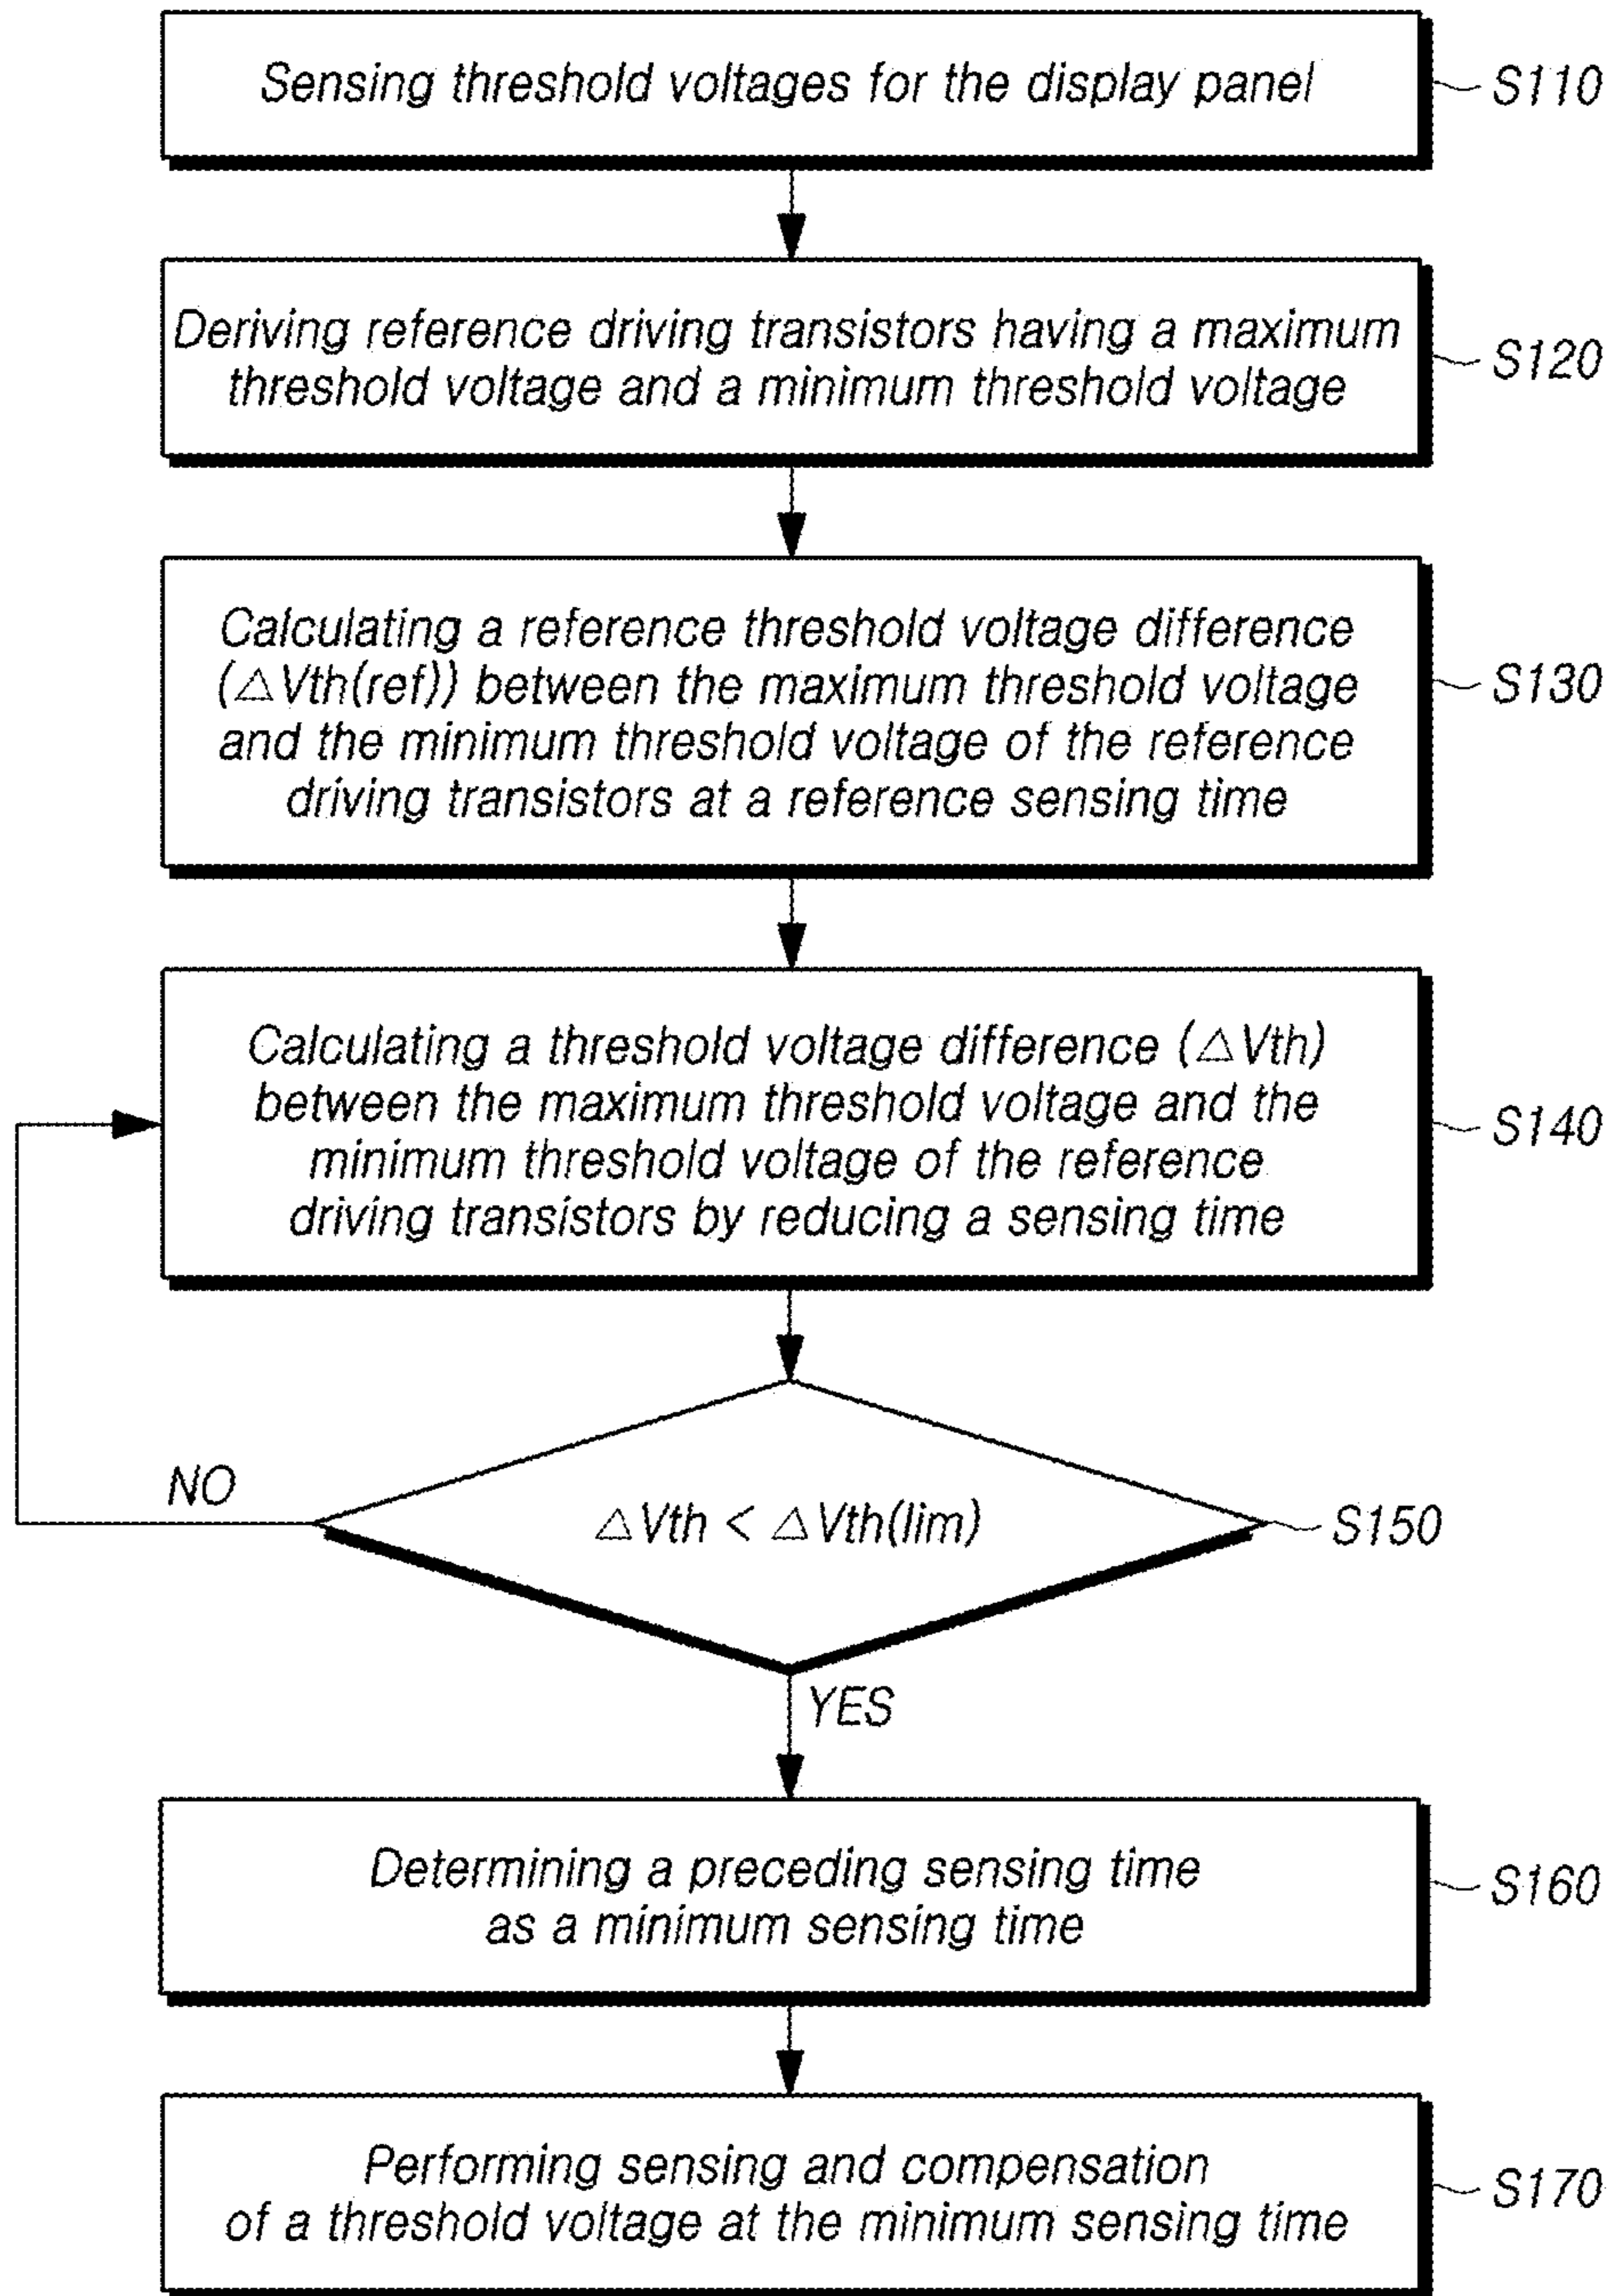 Sensing threshold voltages for the display panel
S110
Deriving reference driving transistors having a maximum
threshold voltage and a minimum threshold voltage
S120
Calculating a reference threshold voltage difference
(△Vth(ref)) between the maximum threshold voltage
and the minimum threshold voltage of the reference
driving transistors at a reference sensing time
S130
Calculating a threshold voltage difference (△Vth)
between the maximum threshold voltage and the
minimum threshold voltage of the reference
driving transistors by reducing a sensing time
S140
NO
△Vth < △Vth(lim)
S150
YES
Determining a preceding sensing time
as a minimum sensing time
S160
Performing sensing and compensation
of a threshold voltage at the minimum sensing time
S170